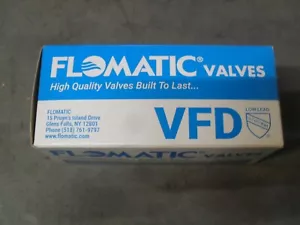 FLOMATIC® VALVES
High Quality Valves Built To Last...
FLOMATIC
15 Pruyn's Island Drive
Glens Falls, NY 12801
Phone (518) 761-9797
www.flomatic.com
VFD
LOW LEAD